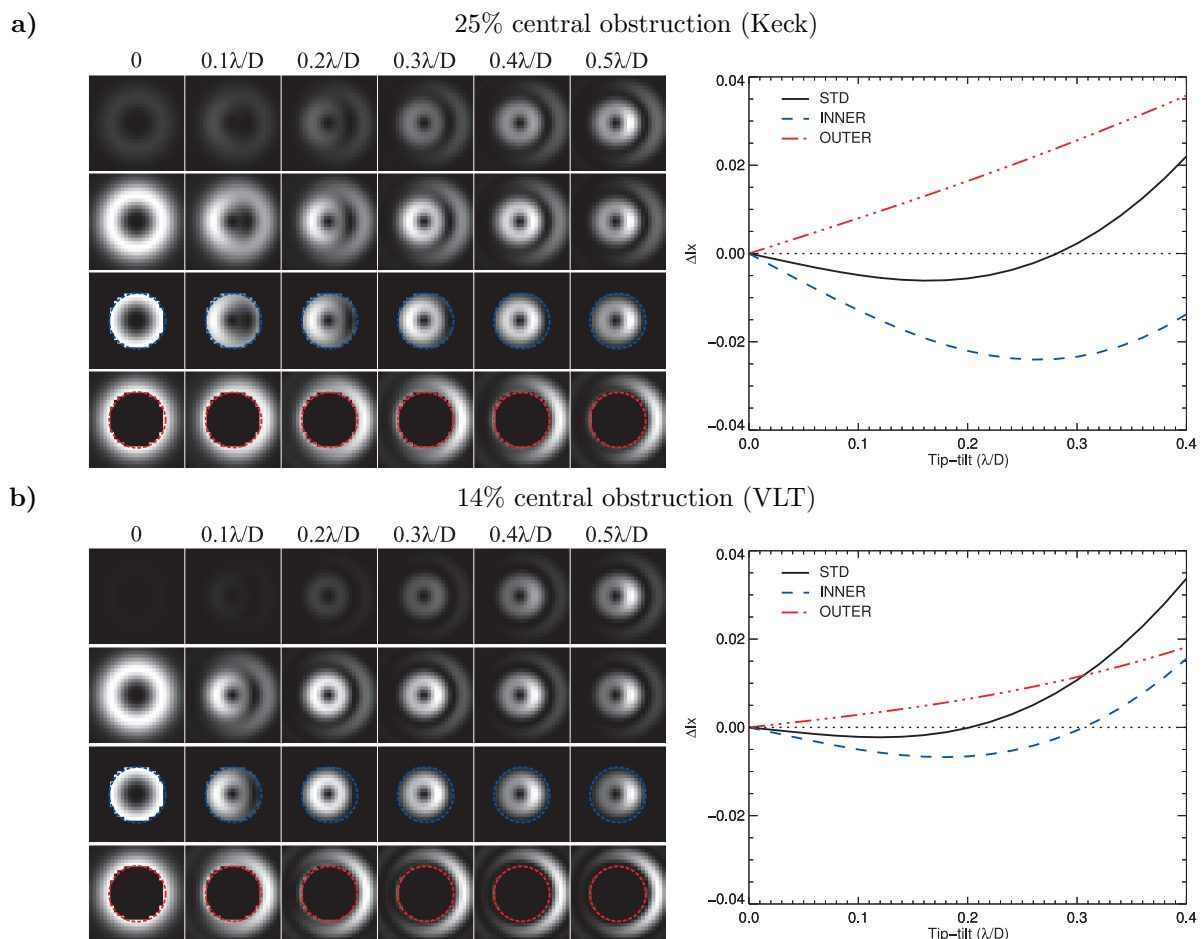 a)
25% central obstruction (Keck)
0 0.1λ/D 0.2λ/D 0.3λ/D 0.4λ/D 0.5λ/D
0.04
0.02
0.00
−0.02
−0.04
ΔIx
STD
INNER
OUTER
0.0 0.1 0.2 0.3 0.4
Tip−tilt (λ/D)
b)
14% central obstruction (VLT)
0 0.1λ/D 0.2λ/D 0.3λ/D 0.4λ/D 0.5λ/D
0.04
0.02
0.00
−0.02
−0.04
ΔIx
STD
INNER
OUTER
0.0 0.1 0.2 0.3 0.4
Tip−tilt (λ/D)